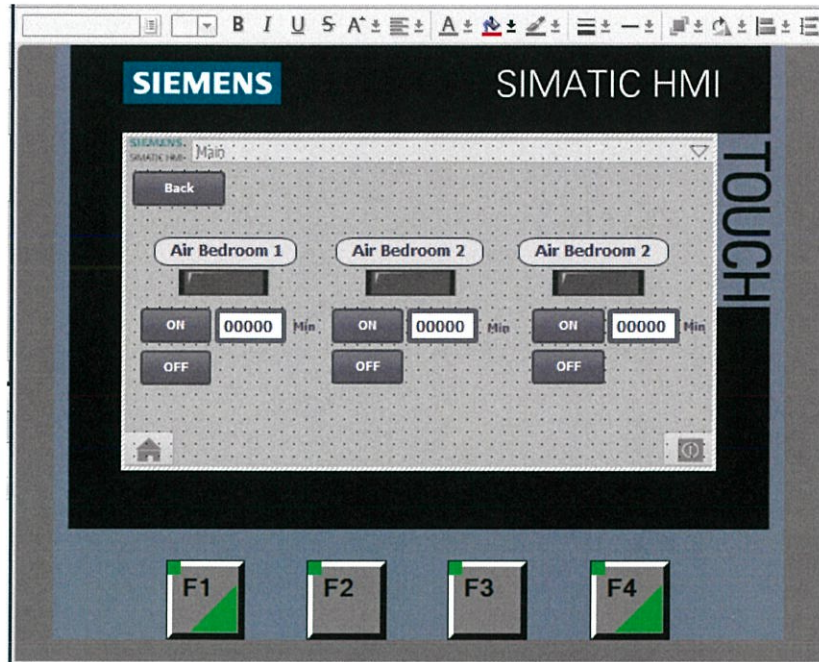 B I U S A
A
SIEMENS
SIMATIC HMI
TOUCH
SIEMENS
SIMATIC HMI
Main
Back
Air Bedroom 1
Air Bedroom 2
Air Bedroom 2
ON 00000 Min
ON 00000 Min
ON 00000 Min
OFF
OFF
OFF
F1
F2
F3
F4